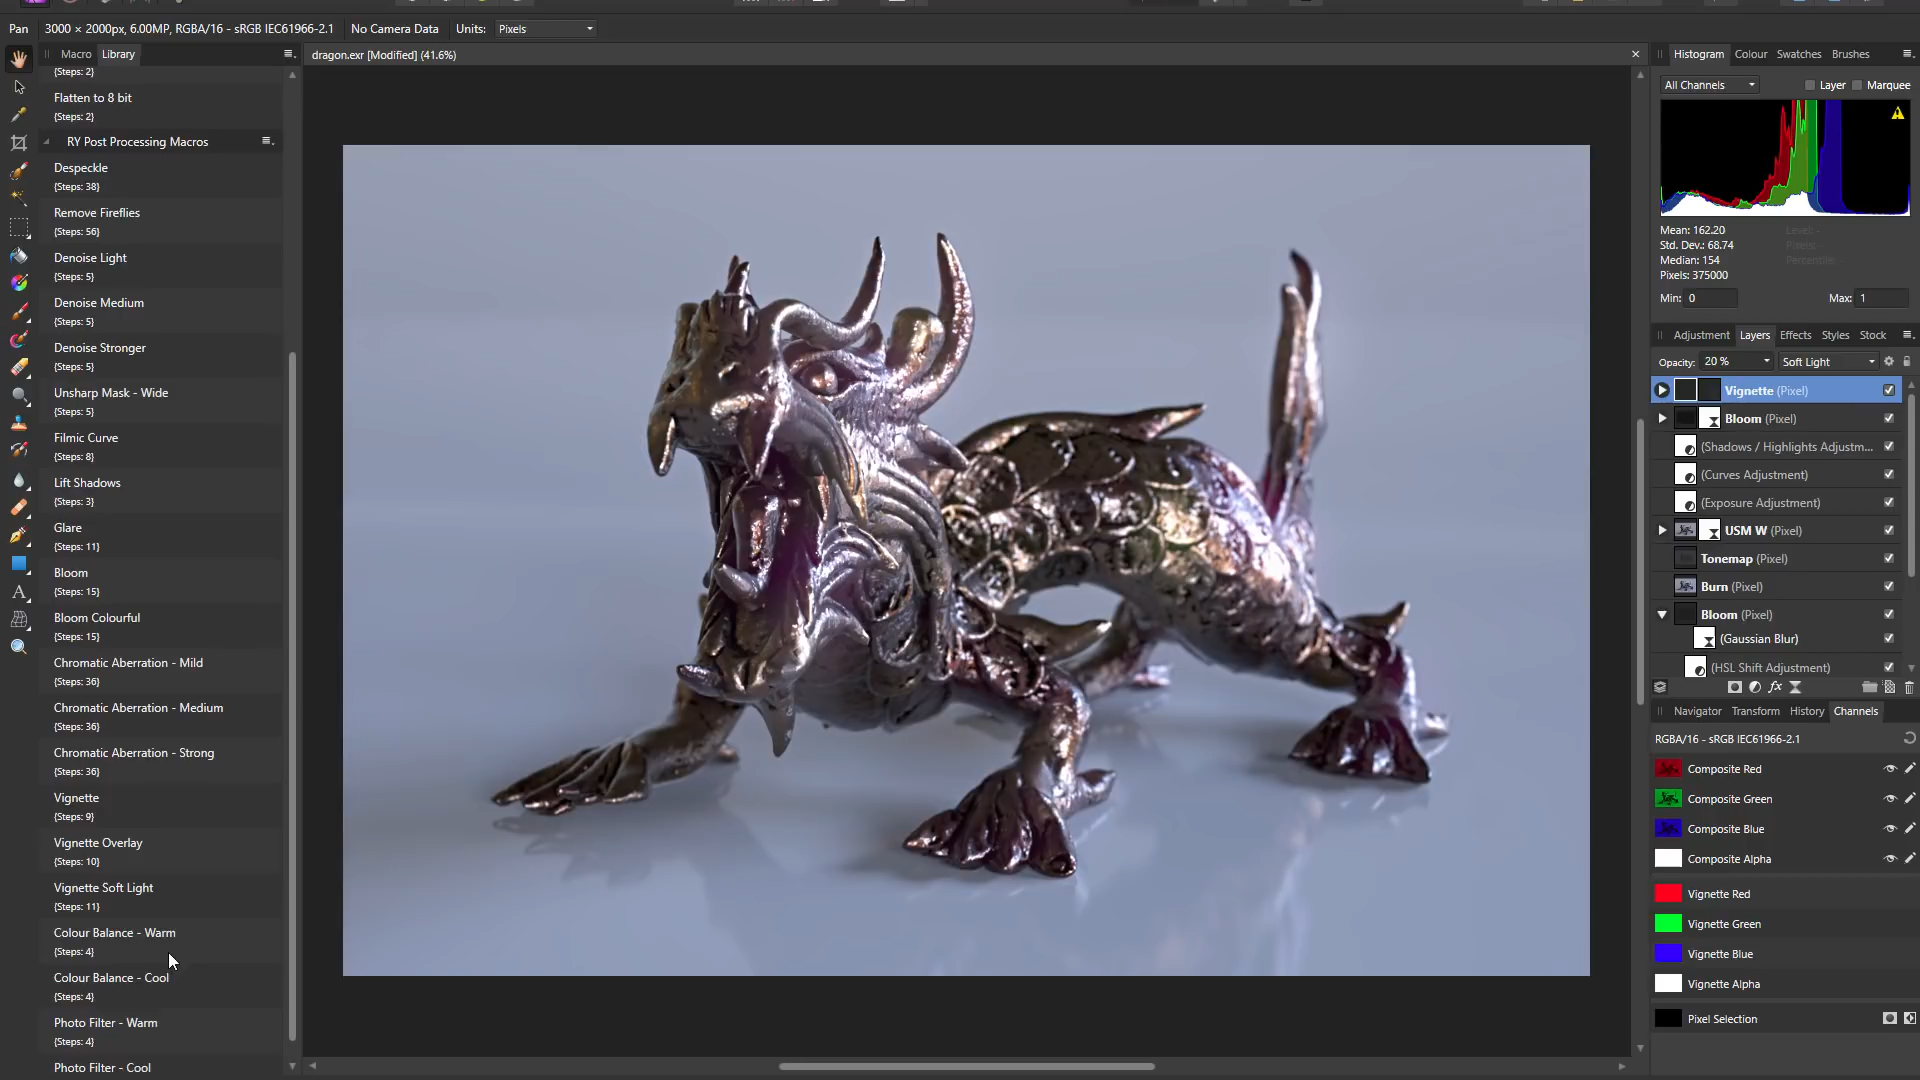 Pan 3000 × 2000px, 6.00MP, RGBA/16 - sRGB IEC61966-2.1 No Camera Data Units: Pixels
Macro Library
dragon.exr [Modified] (41.6%)
{Steps: 2}
Flatten to 8 bit
{Steps: 2}
RY Post Processing Macros
Despeckle
{Steps: 38}
Remove Fireflies
{Steps: 56}
Denoise Light
{Steps: 5}
Denoise Medium
{Steps: 5}
Denoise Stronger
{Steps: 5}
Unsharp Mask - Wide
{Steps: 5}
Filmic Curve
{Steps: 8}
Lift Shadows
{Steps: 3}
Glare
{Steps: 11}
Bloom
{Steps: 15}
Bloom Colourful
{Steps: 15}
Chromatic Aberration - Mild
{Steps: 36}
Chromatic Aberration - Medium
{Steps: 36}
Chromatic Aberration - Strong
{Steps: 36}
Vignette
{Steps: 9}
Vignette Overlay
{Steps: 10}
Vignette Soft Light
{Steps: 11}
Colour Balance - Warm
{Steps: 4}
Colour Balance - Cool
{Steps: 4}
Photo Filter - Warm
{Steps: 4}
Photo Filter - Cool
Histogram Colour Swatches Brushes
All Channels Layer Marquee
Mean: 162.20 Level: -
Std. Dev.: 68.74 Pixels: -
Median: 154 Percentile: -
Pixels: 375000
Min: 0 Max: 1
Adjustment Layers Effects Styles Stock
Opacity: 20 % Soft Light
Vignette (Pixel)
Bloom (Pixel)
(Shadows / Highlights Adjustm...
(Curves Adjustment)
(Exposure Adjustment)
USM W (Pixel)
Tonemap (Pixel)
Burn (Pixel)
Bloom (Pixel)
(Gaussian Blur)
(HSL Shift Adjustment)
fx
Navigator Transform History Channels
RGBA/16 - sRGB IEC61966-2.1
Composite Red
Composite Green
Composite Blue
Composite Alpha
Vignette Red
Vignette Green
Vignette Blue
Vignette Alpha
Pixel Selection